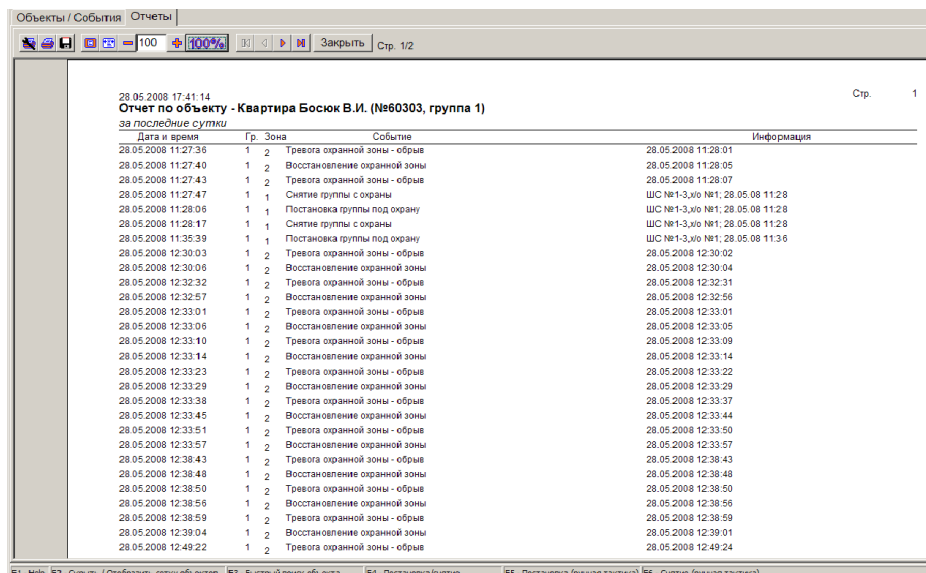 Объекты / События Отчеты
100 100% Закрыть Стр. 1/2
28.05.2008 17:41:14 Стр. 1
Отчет по объекту - Квартира Босюк В.И. (№60303, группа 1)
за последние сутки
Дата и время Гр. Зона Событие Информация
28.05.2008 11:27:36 1 2 Тревога охранной зоны - обрыв 28.05.2008 11:28:01
28.05.2008 11:27:40 1 2 Восстановление охранной зоны 28.05.2008 11:28:05
28.05.2008 11:27:43 1 2 Тревога охранной зоны - обрыв 28.05.2008 11:28:07
28.05.2008 11:27:47 1 1 Снятие группы с охраны ШС №1-3,х/о №1; 28.05.08 11:28
28.05.2008 11:28:06 1 1 Постановка группы под охрану ШС №1-3,х/о №1; 28.05.08 11:28
28.05.2008 11:28:17 1 1 Снятие группы с охраны ШС №1-3,х/о №1; 28.05.08 11:28
28.05.2008 11:35:39 1 1 Постановка группы под охрану ШС №1-3,х/о №1; 28.05.08 11:36
28.05.2008 12:30:03 1 2 Тревога охранной зоны - обрыв 28.05.2008 12:30:02
28.05.2008 12:30:06 1 2 Восстановление охранной зоны 28.05.2008 12:30:04
28.05.2008 12:32:32 1 2 Тревога охранной зоны - обрыв 28.05.2008 12:32:31
28.05.2008 12:32:57 1 2 Восстановление охранной зоны 28.05.2008 12:32:56
28.05.2008 12:33:01 1 2 Тревога охранной зоны - обрыв 28.05.2008 12:33:01
28.05.2008 12:33:06 1 2 Восстановление охранной зоны 28.05.2008 12:33:05
28.05.2008 12:33:10 1 2 Тревога охранной зоны - обрыв 28.05.2008 12:33:09
28.05.2008 12:33:14 1 2 Восстановление охранной зоны 28.05.2008 12:33:14
28.05.2008 12:33:23 1 2 Тревога охранной зоны - обрыв 28.05.2008 12:33:22
28.05.2008 12:33:29 1 2 Восстановление охранной зоны 28.05.2008 12:33:29
28.05.2008 12:33:38 1 2 Тревога охранной зоны - обрыв 28.05.2008 12:33:37
28.05.2008 12:33:45 1 2 Восстановление охранной зоны 28.05.2008 12:33:44
28.05.2008 12:33:51 1 2 Тревога охранной зоны - обрыв 28.05.2008 12:33:50
28.05.2008 12:33:57 1 2 Восстановление охранной зоны 28.05.2008 12:33:57
28.05.2008 12:38:43 1 2 Тревога охранной зоны - обрыв 28.05.2008 12:38:43
28.05.2008 12:38:48 1 2 Восстановление охранной зоны 28.05.2008 12:38:48
28.05.2008 12:38:50 1 2 Тревога охранной зоны - обрыв 28.05.2008 12:38:50
28.05.2008 12:38:56 1 2 Восстановление охранной зоны 28.05.2008 12:38:56
28.05.2008 12:38:59 1 2 Тревога охранной зоны - обрыв 28.05.2008 12:38:59
28.05.2008 12:39:04 1 2 Восстановление охранной зоны 28.05.2008 12:39:01
28.05.2008 12:49:22 1 2 Тревога охранной зоны - обрыв 28.05.2008 12:49:24